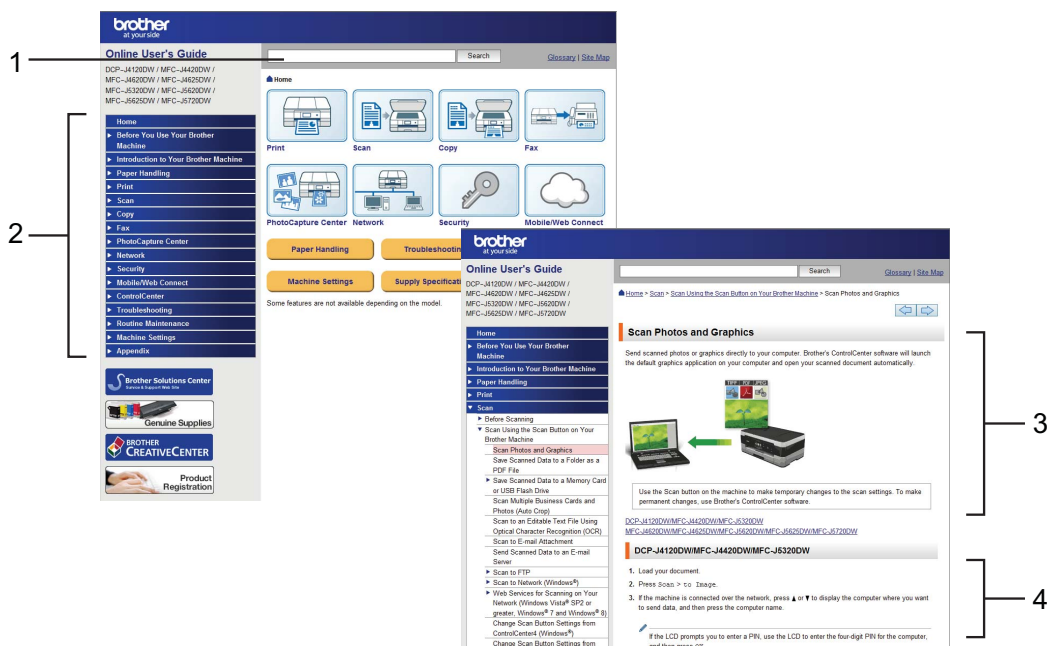 brother
at your side
1
Online User's Guide
DCP-J4120DW / MFC-J4420DW /
MFC-J4620DW / MFC-J4625DW /
MFC-J5320DW / MFC-J5620DW /
MFC-J5625DW / MFC-J5720DW
Search
Glossary | Site Map
Home
2
Home
Before You Use Your Brother
Machine
Introduction to Your Brother Machine
Paper Handling
Print
Scan
Copy
Fax
PhotoCapture Center
Network
Security
Mobile/Web Connect
ControlCenter
Troubleshooting
Routine Maintenance
Machine Settings
Appendix
Print
Scan
Copy
Fax
PhotoCapture Center
Network
Security
Mobile/Web Connect
Paper Handling
Troubleshootin
Machine Settings
Supply Specificati
Some features are not available depending on the model.
Brother Solutions Center
Service & Support Web Site
Genuine Supplies
BROTHER
CREATIVECENTER
Product
Registration
brother
at your side
Online User's Guide
DCP-J4120DW / MFC-J4420DW /
MFC-J4620DW / MFC-J4625DW /
MFC-J5320DW / MFC-J5620DW /
MFC-J5625DW / MFC-J5720DW
Search
Glossary | Site Map
Home > Scan > Scan Using the Scan Button on Your Brother Machine > Scan Photos and Graphics
Home
Before You Use Your Brother
Machine
Introduction to Your Brother Machine
Paper Handling
Print
Scan
Before Scanning
Scan Using the Scan Button on Your
Brother Machine
Scan Photos and Graphics
Save Scanned Data to a Folder as a
PDF File
Save Scanned Data to a Memory Card
or USB Flash Drive
Scan Multiple Business Cards and
Photos (Auto Crop)
Scan to an Editable Text File Using
Optical Character Recognition (OCR)
Scan to E-mail Attachment
Send Scanned Data to an E-mail
Server
Scan to FTP
Scan to Network (Windows®)
Web Services for Scanning on Your
Network (Windows Vista® SP2 or
greater, Windows® 7 and Windows® 8)
Change Scan Button Settings from
ControlCenter4 (Windows®)
Change Scan Button Settings from
Scan Photos and Graphics
Send scanned photos or graphics directly to your computer. Brother's ControlCenter software will launch
the default graphics application on your computer and open your scanned document automatically.
TIFF PDF JPEG
3
Use the Scan button on the machine to make temporary changes to the scan settings. To make
permanent changes, use Brother's ControlCenter software.
DCP-J4120DW/MFC-J4420DW/MFC-J5320DW
MFC-J4620DW/MFC-J4625DW/MFC-J5620DW/MFC-J5625DW/MFC-J5720DW
DCP-J4120DW/MFC-J4420DW/MFC-J5320DW
1. Load your document.
2. Press Scan > to Image.
3. If the machine is connected over the network, press ▲ or ▼ to display the computer where you want
to send data, and then press the computer name.
4
If the LCD prompts you to enter a PIN, use the LCD to enter the four-digit PIN for the computer,
and then press OK.